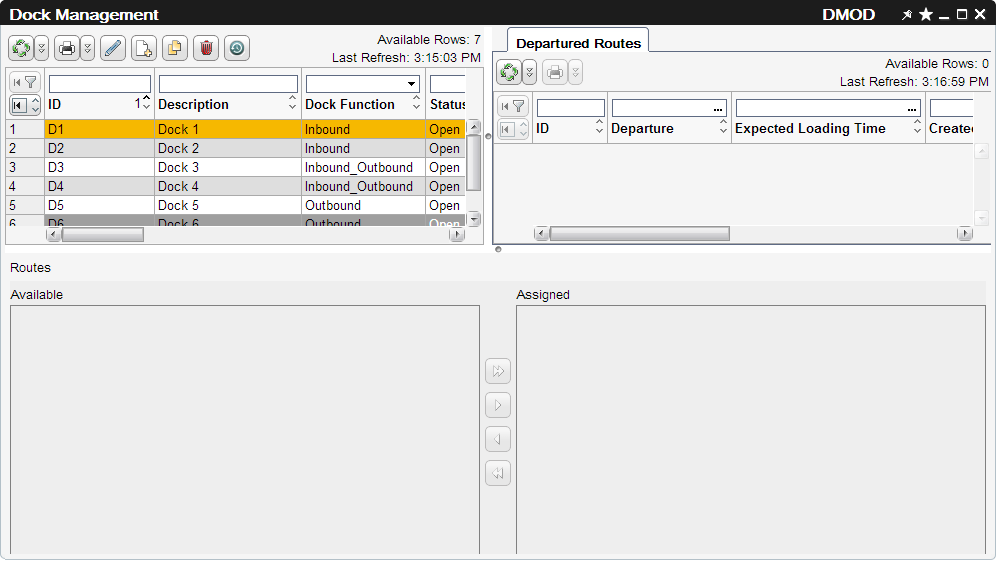 Dock Management DMOD
Available Rows: 7
Last Refresh: 3:15:03 PM
ID 1 Description Dock Function Status
1 D1 Dock 1 Inbound Open
2 D2 Dock 2 Inbound Open
3 D3 Dock 3 Inbound_Outbound Open
4 D4 Dock 4 Inbound_Outbound Open
5 D5 Dock 5 Outbound Open
6 D6 Dock 6 Outbound Open
Departured Routes
Available Rows: 0
Last Refresh: 3:16:59 PM
... ...
ID Departure Expected Loading Time Create
Routes
Available
Assigned